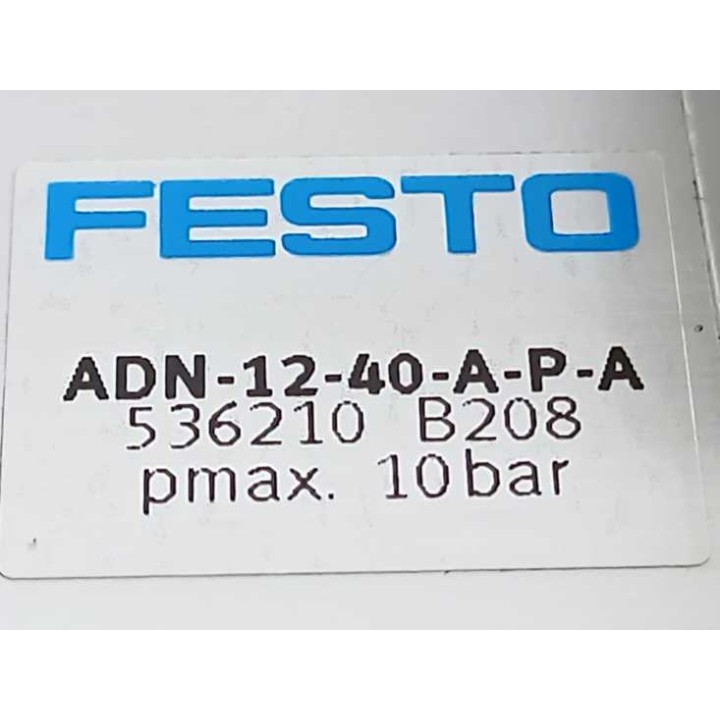 FESTO
ADN-12-40-A-P-A
536210 B208
pmax. 10bar